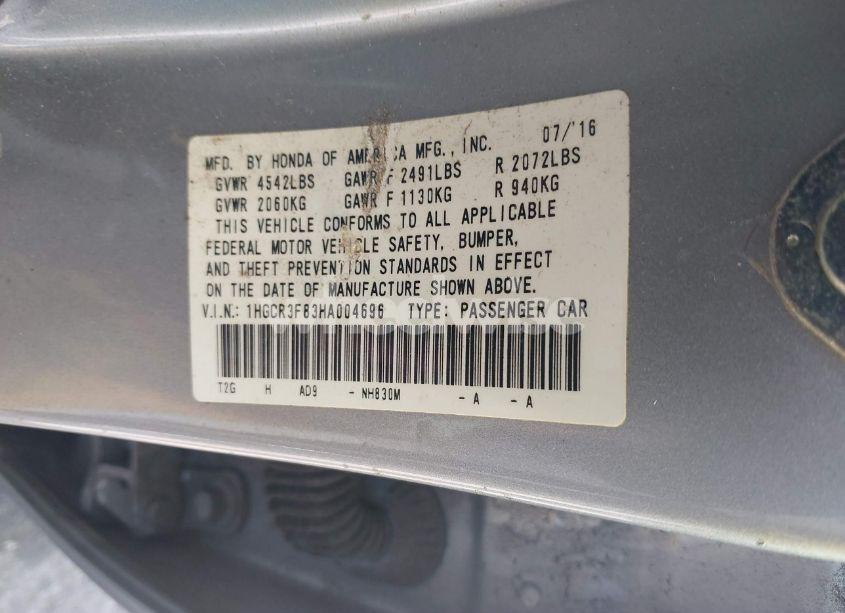 MFD. BY HONDA OF AMERICA MFG., INC. 07/'16
GVWR 4542LBS GAWR F 2491LBS R 2072LBS
GVWR 2060KG GAWR F 1130KG R 940KG
THIS VEHICLE CONFORMS TO ALL APPLICABLE
FEDERAL MOTOR VEHICLE SAFETY, BUMPER,
AND THEFT PREVENTION STANDARDS IN EFFECT
ON THE DATE OF MANUFACTURE SHOWN ABOVE.
V.I.N.: 1HGCR3F83HA004696 TYPE: PASSENGER CAR
T2G H AD9 - NH830M - A - A